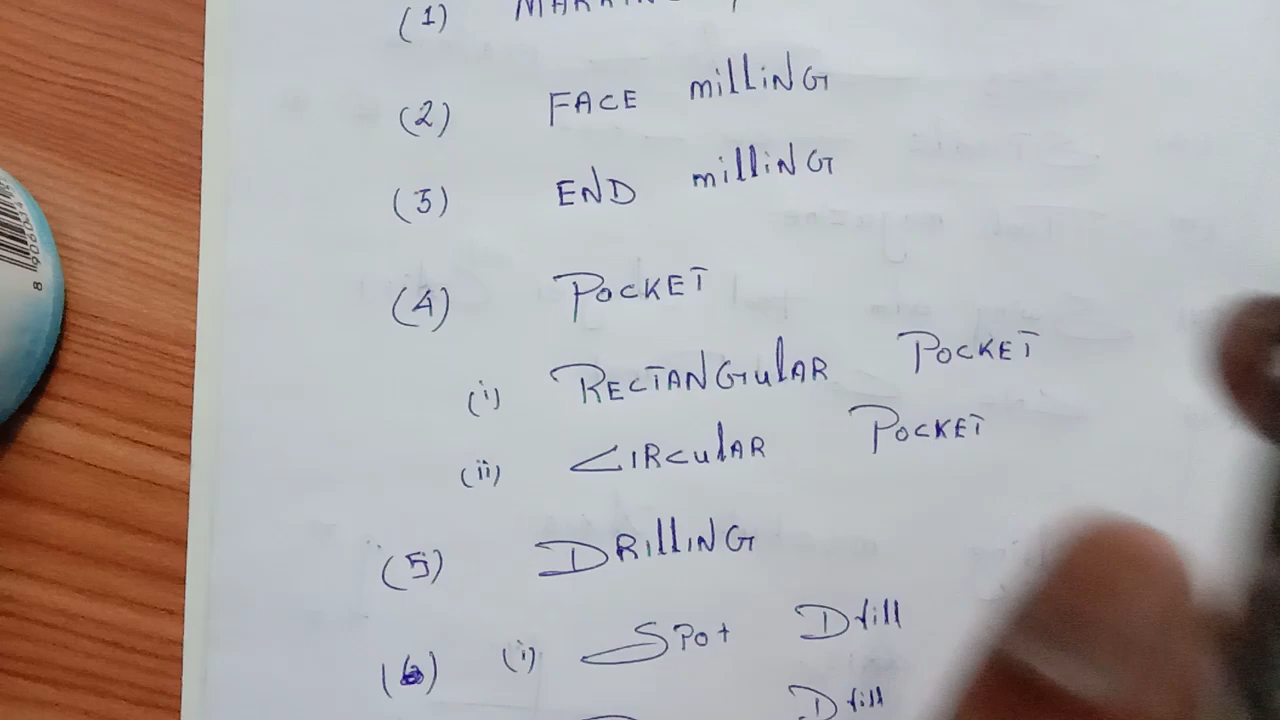 (1)
(2) FACE milliNG
(3) END milliNG
(4) POCKET
(i) RECTANGulAR POCKET
(ii) CIRCulAR POCKET
(5) DRilliNG
(6) (i) SPot Drill
Drill